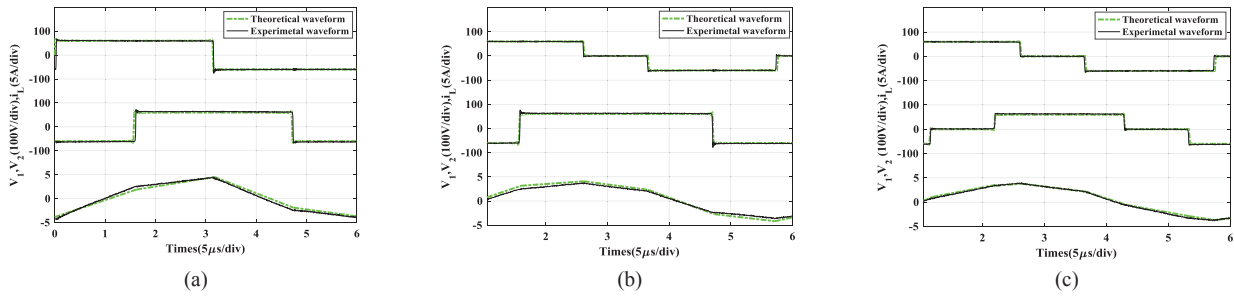 Theoretical waveform
Experimetal waveform
V1,V2(100V/div),iL(5A/div)
100
0
-100
100
0
-100
5
0
-5
0 1 2 3 4 5 6
Times(5μs/div)
(a)
Theoretical waveform
Experimetal waveform
V1,V2(100V/div),iL(5A/div)
100
0
-100
100
0
-100
5
0
-5
2 3 4 5 6
Times(5μs/div)
(b)
Theoretical waveform
Experimetal waveform
V1,V2(100V/div),iL(5A/div)
100
0
-100
100
0
-100
5
0
-5
2 3 4 5 6
Times(5μs/div)
(c)